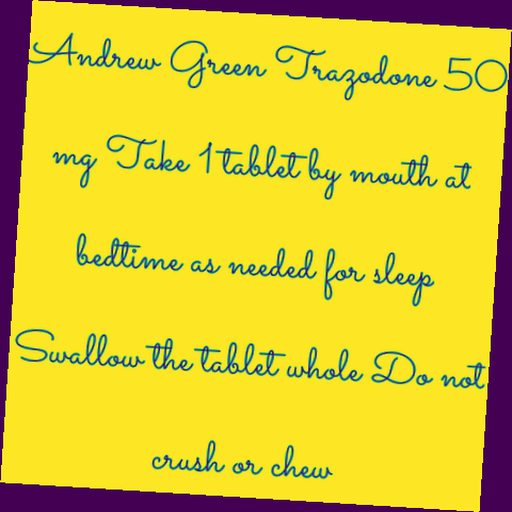 Andrew Green Trazodone 50
mg Take 1 tablet by mouth at
bedtime as needed for sleep
Swallow the tablet whole Do not
crush or chew